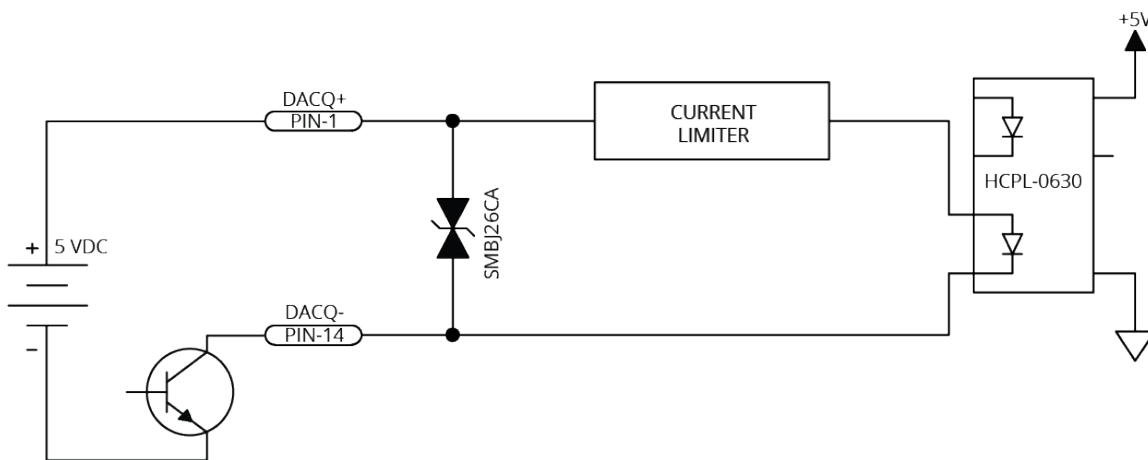 +5V
DACQ+
PIN-1
CURRENT
LIMITER
HCPL-0630
+ 5 VDC
SMBJ26CA
DACQ-
PIN-14
-